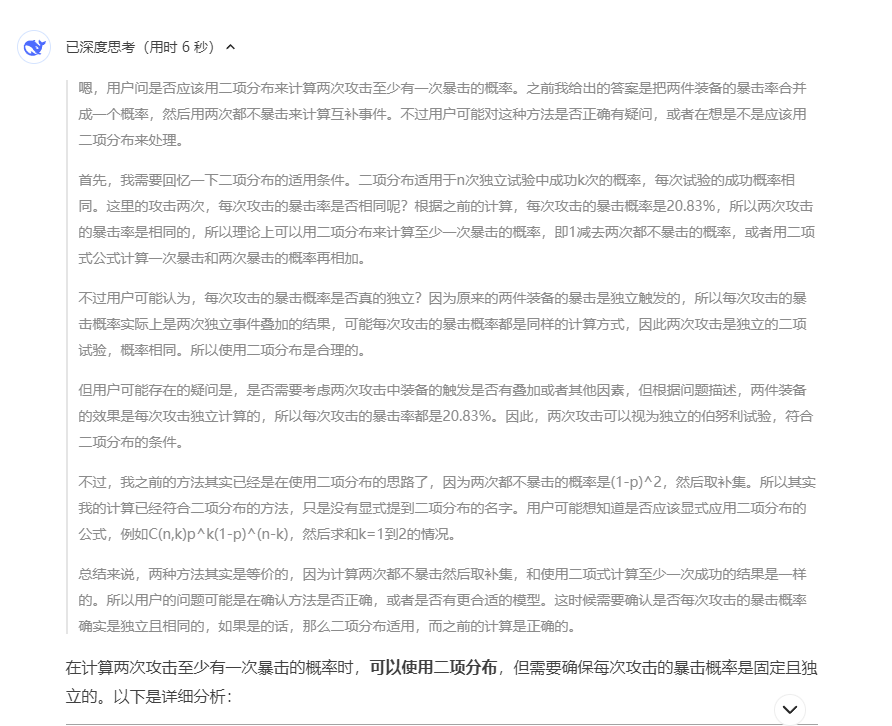 已深度思考（用时 6 秒）
嗯，用户问是否应该用二项分布来计算两次攻击至少有一次暴击的概率。之前我给出的答案是把两件装备的暴击率合并
成一个概率，然后用两次都不暴击来计算互补事件。不过用户可能对这种方法是否正确有疑问，或者在想是不是应该用
二项分布来处理。
首先，我需要回忆一下二项分布的适用条件。二项分布适用于n次独立试验中成功k次的概率，每次试验的成功概率相
同。这里的攻击两次，每次攻击的暴击率是否相同呢？根据之前的计算，每次攻击的暴击概率是20.83%，所以两次攻击
的暴击率是相同的，所以理论上可以用二项分布来计算至少一次暴击的概率，即1减去两次都不暴击的概率，或者用二项
式公式计算一次暴击和两次暴击的概率再相加。
不过用户可能认为，每次攻击的暴击概率是否真的独立？因为原来的两件装备的暴击是独立触发的，所以每次攻击的暴
击概率实际上是两次独立事件叠加的结果，可能每次攻击的暴击概率都是同样的计算方式，因此两次攻击是独立的二项
试验，概率相同。所以使用二项分布是合理的。
但用户可能存在的疑问是，是否需要考虑两次攻击中装备的触发是否有叠加或者其他因素，但根据问题描述，两件装备
的效果是每次攻击独立计算的，所以每次攻击的暴击率都是20.83%。因此，两次攻击可以视为独立的伯努利试验，符合
二项分布的条件。
不过，我之前的方法其实已经是在使用二项分布的思路了，因为两次都不暴击的概率是(1-p)^2，然后取补集。所以其实
我的计算已经符合二项分布的方法，只是没有显式提到二项分布的名字。用户可能想知道是否应该显式应用二项分布的
公式，例如C(n,k)p^k(1-p)^(n-k)，然后求和k=1到2的情况。
总结来说，两种方法其实是等价的，因为计算两次都不暴击然后取补集，和使用二项式计算至少一次成功的结果是一样
的。所以用户的问题可能是在确认方法是否正确，或者是否有更合适的模型。这时候需要确认是否每次攻击的暴击概率
确实是独立且相同的，如果是的话，那么二项分布适用，而之前的计算是正确的。
在计算两次攻击至少有一次暴击的概率时，可以使用二项分布，但需要确保每次攻击的暴击概率是固定且独
立的。以下是详细分析：